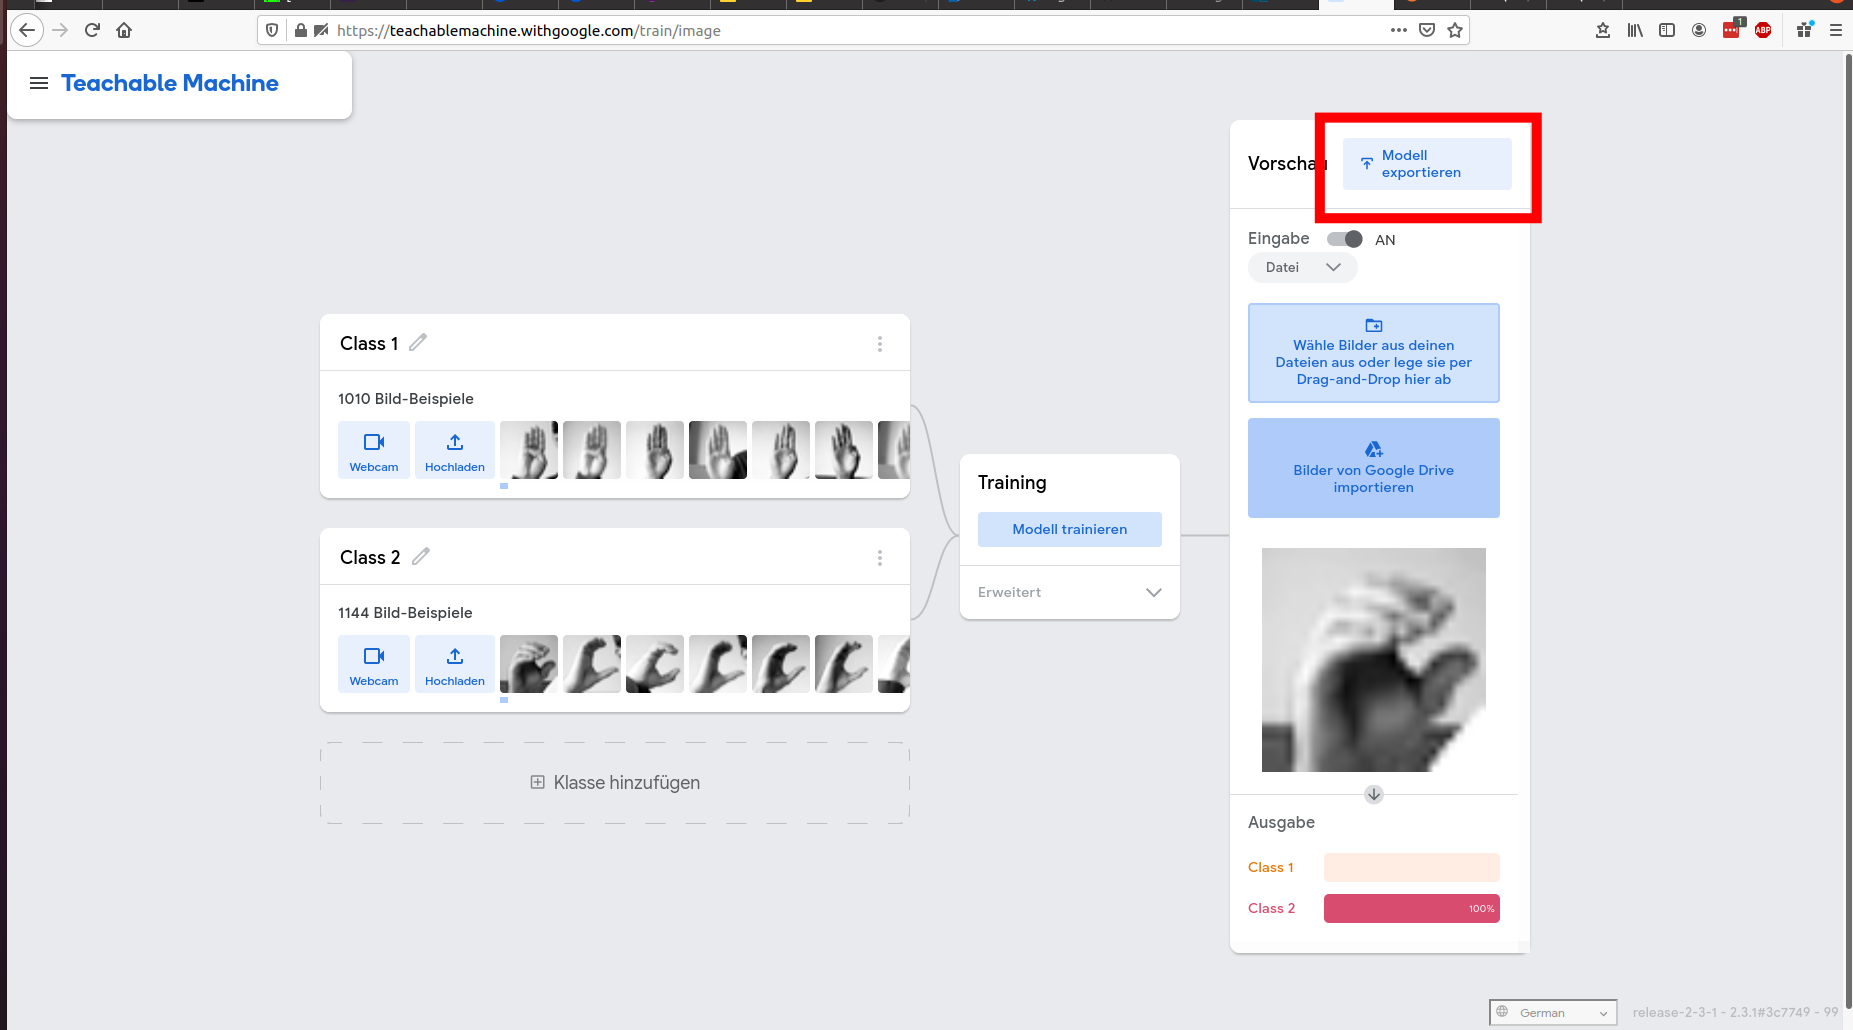 https://teachablemachine.withgoogle.com/train/image
1
ABP
Teachable Machine
Vorschau
Modell
exportieren
Eingabe
AN
Datei
Wähle Bilder aus deinen
Dateien aus oder lege sie per
Drag-and-Drop hier ab
Bilder von Google Drive
importieren
Class 1
1010 Bild-Beispiele
Webcam
Hochladen
Class 2
1144 Bild-Beispiele
Webcam
Hochladen
Klasse hinzufügen
Training
Modell trainieren
Erweitert
Ausgabe
Class 1
Class 2
100%
German
release-2-3-1 - 2.3.1#3c7749 - 99